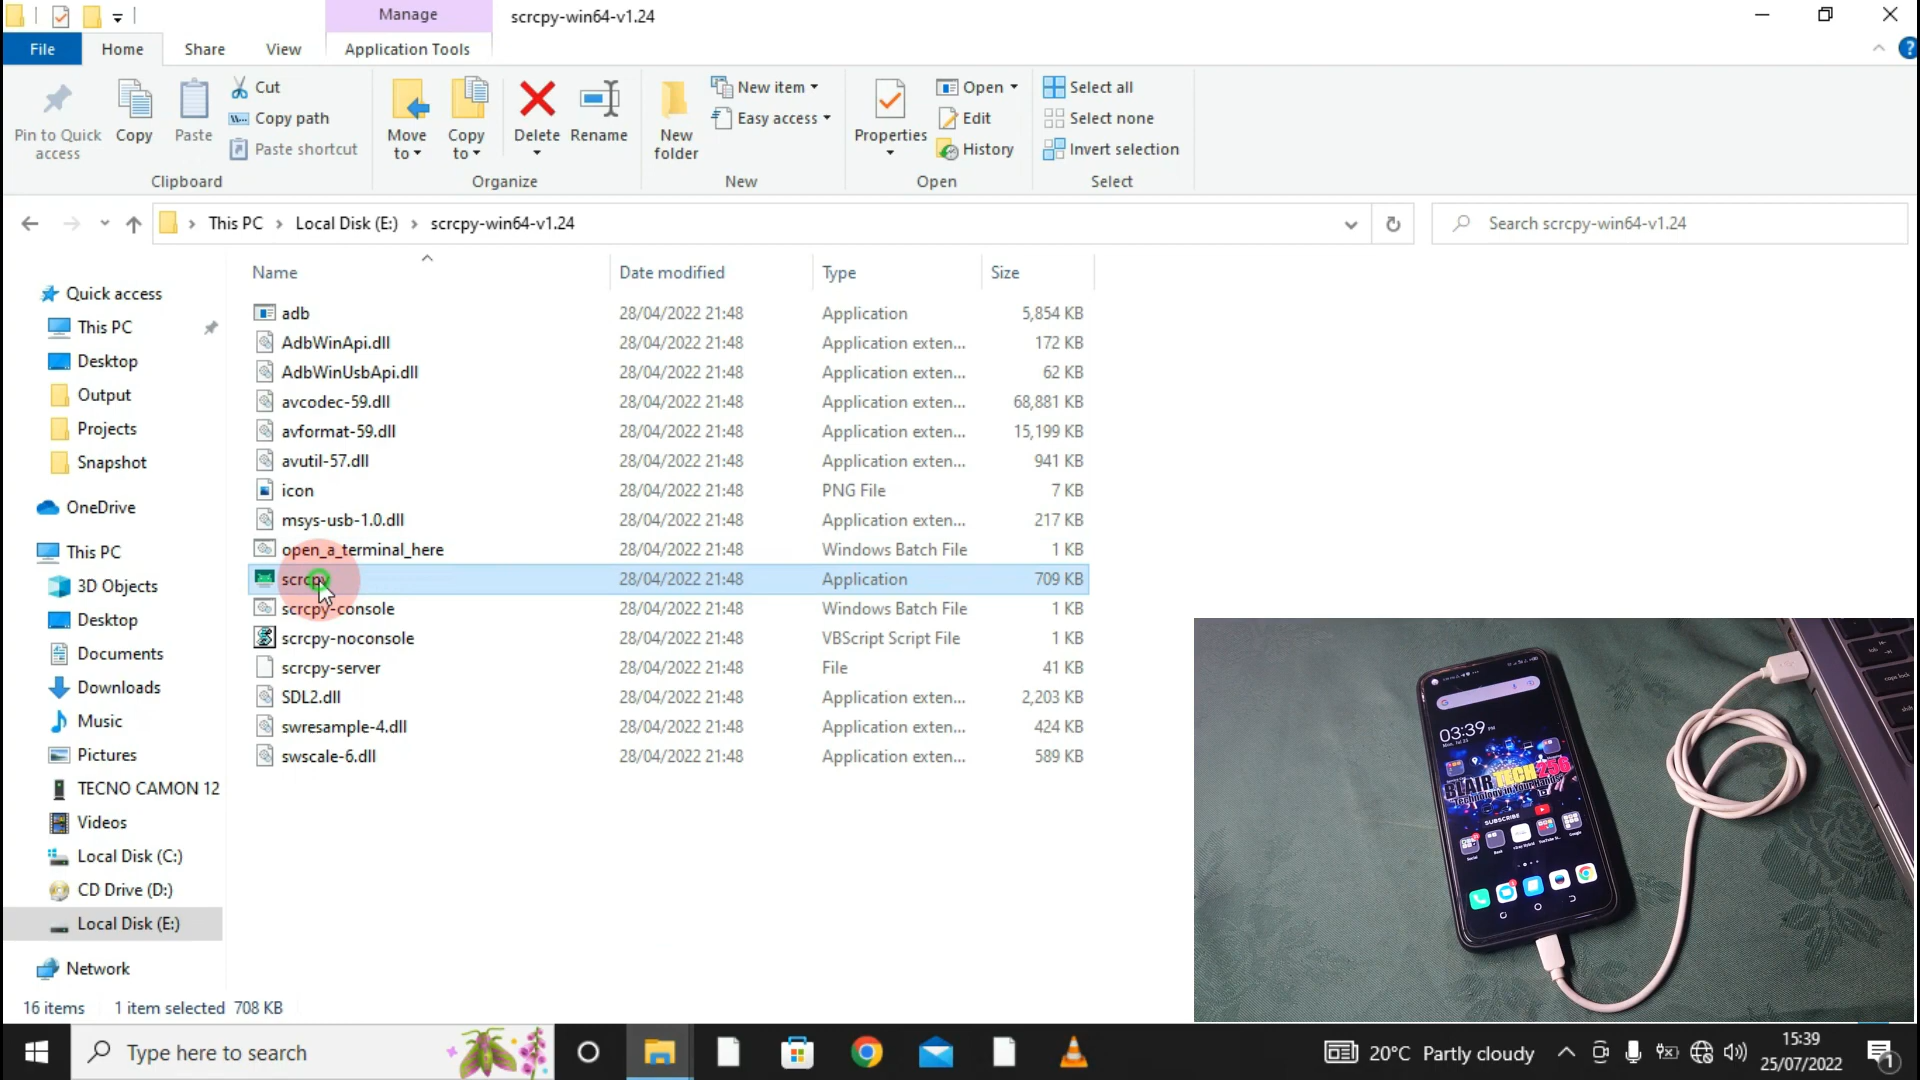 Manage
scrcpy-win64-v1.24
File
Home
Share
View
Application Tools
Pin to Quick access
Copy
Paste
Cut
Copy path
Paste shortcut
Clipboard
Move to
Copy to
Delete
Rename
Organize
New folder
New item
Easy access
New
Properties
Open
Edit
History
Open
Select all
Select none
Invert selection
Select
This PC > Local Disk (E:) > scrcpy-win64-v1.24
Search scrcpy-win64-v1.24
Name Date modified Type Size
adb 28/04/2022 21:48 Application 5,854 KB
AdbWinApi.dll 28/04/2022 21:48 Application exten... 172 KB
AdbWinUsbApi.dll 28/04/2022 21:48 Application exten... 62 KB
avcodec-59.dll 28/04/2022 21:48 Application exten... 68,881 KB
avformat-59.dll 28/04/2022 21:48 Application exten... 15,199 KB
avutil-57.dll 28/04/2022 21:48 Application exten... 941 KB
icon 28/04/2022 21:48 PNG File 7 KB
msys-usb-1.0.dll 28/04/2022 21:48 Application exten... 217 KB
open_a_terminal_here 28/04/2022 21:48 Windows Batch File 1 KB
scrcpy 28/04/2022 21:48 Application 709 KB
scrcpy-console 28/04/2022 21:48 Windows Batch File 1 KB
scrcpy-noconsole 28/04/2022 21:48 VBScript Script File 1 KB
scrcpy-server 28/04/2022 21:48 File 41 KB
SDL2.dll 28/04/2022 21:48 Application exten... 2,203 KB
swresample-4.dll 28/04/2022 21:48 Application exten... 424 KB
swscale-6.dll 28/04/2022 21:48 Application exten... 589 KB
Quick access
This PC
Desktop
Output
Projects
Snapshot
OneDrive
This PC
3D Objects
Desktop
Documents
Downloads
Music
Pictures
TECNO CAMON 12
Videos
Local Disk (C:)
CD Drive (D:)
Local Disk (E:)
Network
16 items 1 item selected 708 KB
03:39 PM
BLAIR TECH 256
Technology in Your Hands
SUBSCRIBE
Social
Google
caps lock
shift
Type here to search
20°C Partly cloudy
15:39
25/07/2022
1